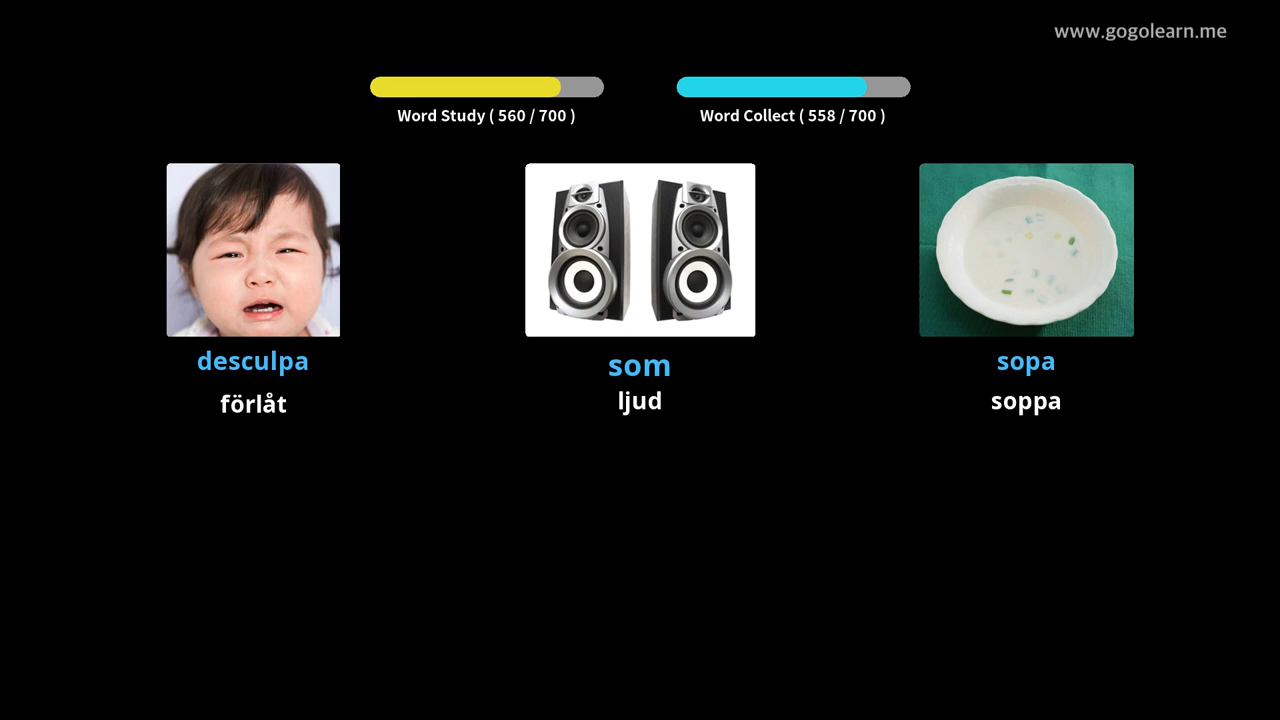 www.gogolearn.me
Word Study ( 560 / 700 )
Word Collect ( 558 / 700 )
desculpa
förlåt
som
ljud
sopa
soppa